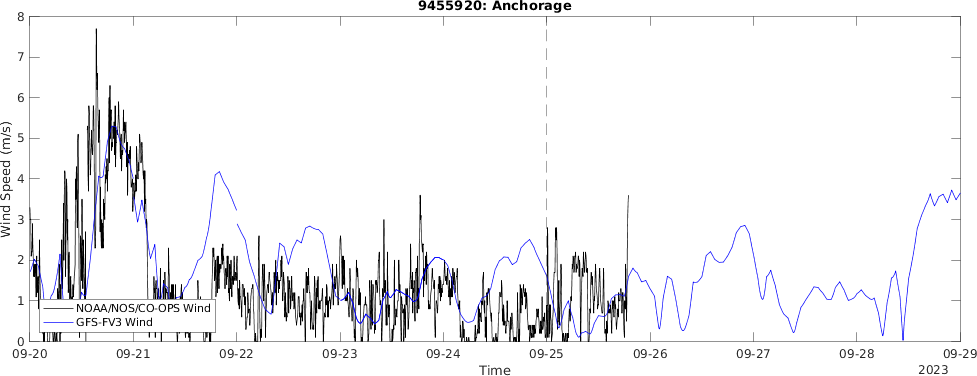 9455920: Anchorage
8
7
6
5
4
3
2
1
0
Wind Speed (m/s)
NOAA/NOS/CO-OPS Wind
GFS-FV3 Wind
09-20 09-21 09-22 09-23 09-24 09-25 09-26 09-27 09-28 09-29
Time
2023